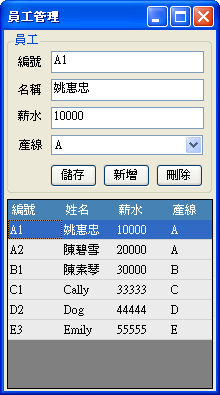 員工管理
員工
編號 A1
名稱 姚惠忠
薪水 10000
產線 A
儲存 新增 刪除
編號 姓名 薪水 產線
A1 姚惠忠 10000 A
A2 陳碧雪 20000 A
B1 陳素琴 30000 B
C1 Cally 33333 C
D2 Dog 44444 D
E3 Emily 55555 E